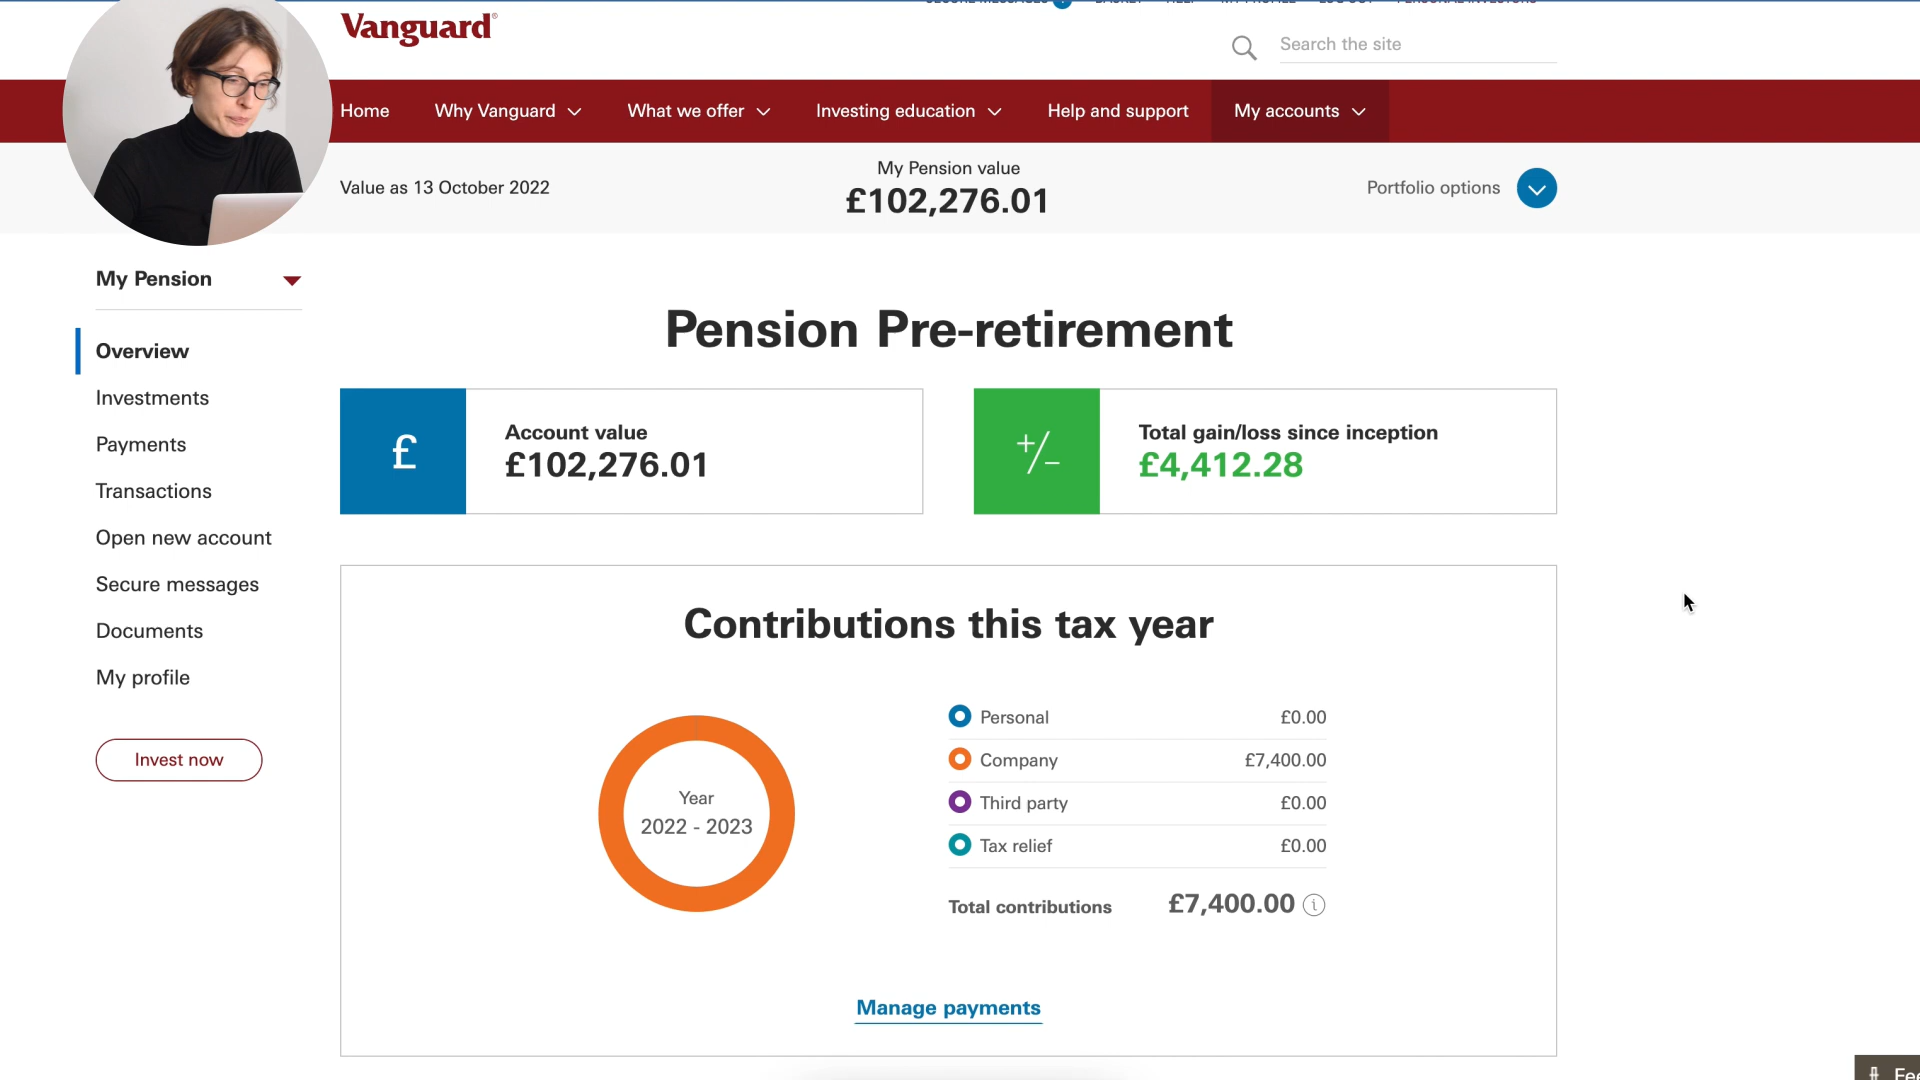 Vanguard®
Search the site
Home
Why Vanguard
What we offer
Investing education
Help and support
My accounts
Value as 13 October 2022
My Pension value
£102,276.01
Portfolio options
My Pension
Overview
Investments
Payments
Transactions
Open new account
Secure messages
Documents
My profile
Invest now
Pension Pre-retirement
£
Account value
£102,276.01
+/−
Total gain/loss since inception
£4,412.28
Contributions this tax year
Year
2022 - 2023
Personal £0.00
Company £7,400.00
Third party £0.00
Tax relief £0.00
Total contributions £7,400.00 i
Manage payments